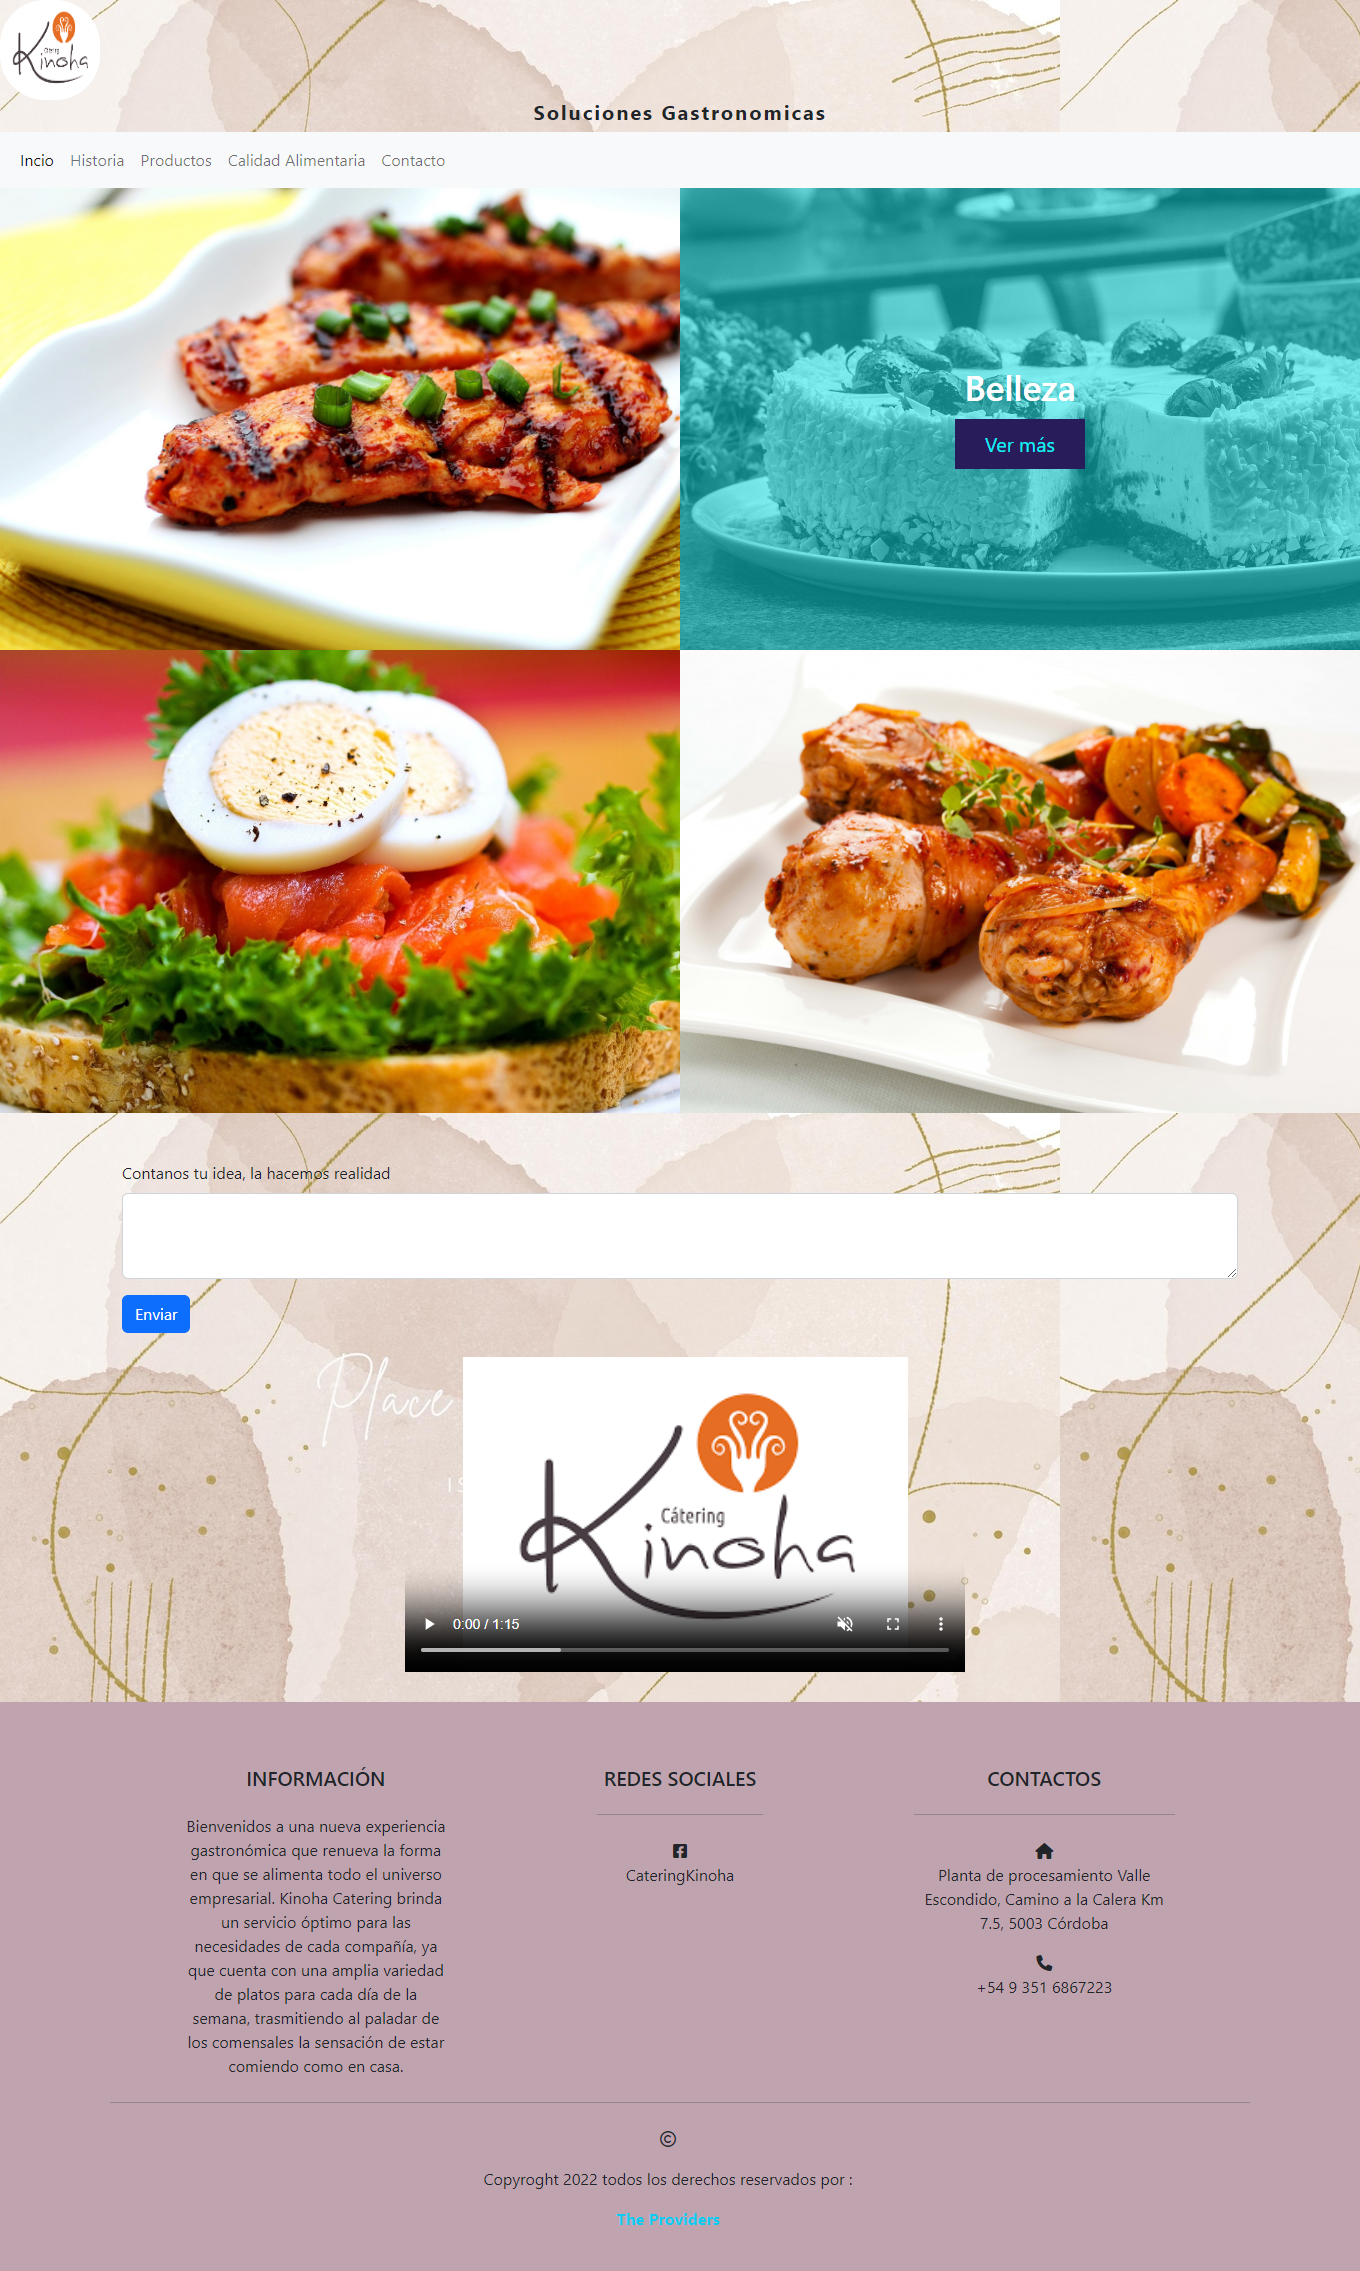 Cátering
Kinoha
Soluciones Gastronomicas
Incio Historia Productos Calidad Alimentaria Contacto
Belleza
Ver más
Contanos tu idea, la hacemos realidad
Enviar
Place
I S
Cátering
Kinoha
0:00 / 1:15
INFORMACIÓN
Bienvenidos a una nueva experiencia
gastronómica que renueva la forma
en que se alimenta todo el universo
empresarial. Kinoha Catering brinda
un servicio óptimo para las
necesidades de cada compañía, ya
que cuenta con una amplia variedad
de platos para cada día de la
semana, trasmitiendo al paladar de
los comensales la sensación de estar
comiendo como en casa.
REDES SOCIALES
CateringKinoha
CONTACTOS
Planta de procesamiento Valle
Escondido, Camino a la Calera Km
7.5, 5003 Córdoba
+54 9 351 6867223
©
Copyroght 2022 todos los derechos reservados por :
The Providers